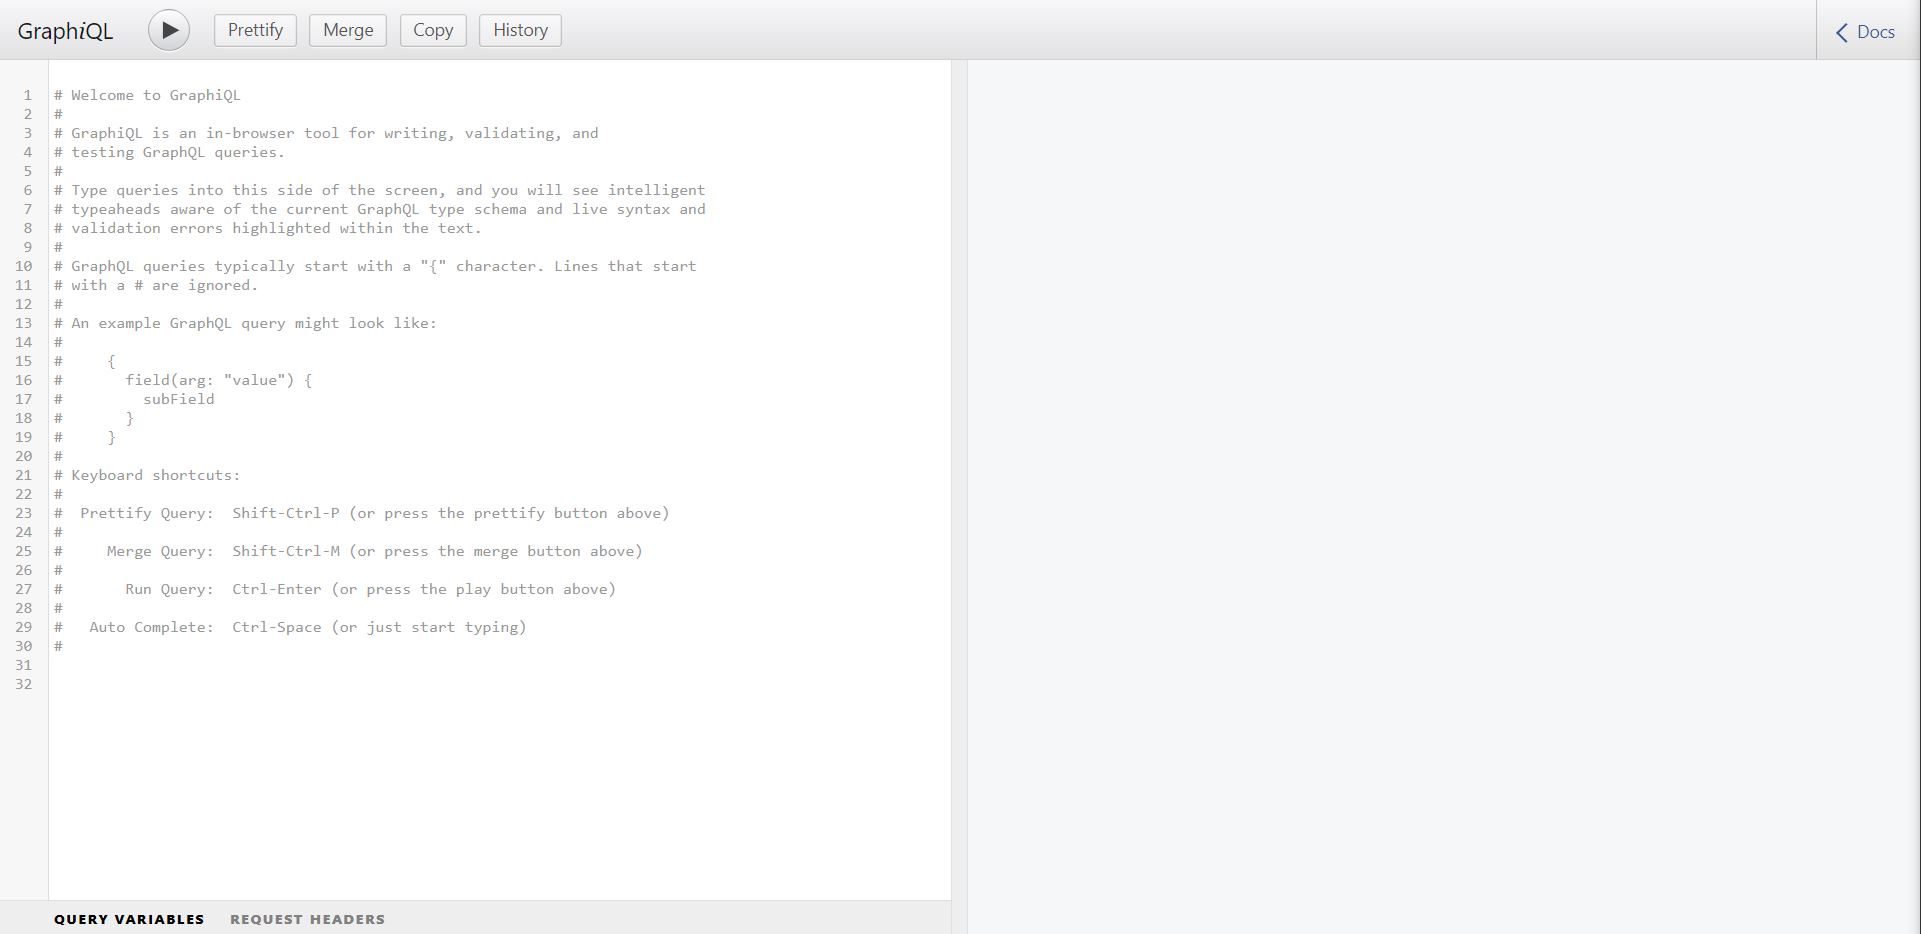 GraphiQL Prettify Merge Copy History Docs
1 # Welcome to GraphiQL
2 #
3 # GraphiQL is an in-browser tool for writing, validating, and
4 # testing GraphQL queries.
5 #
6 # Type queries into this side of the screen, and you will see intelligent
7 # typeaheads aware of the current GraphQL type schema and live syntax and
8 # validation errors highlighted within the text.
9 #
10 # GraphQL queries typically start with a "{" character. Lines that start
11 # with a # are ignored.
12 #
13 # An example GraphQL query might look like:
14 #
15 #     {
16 #       field(arg: "value") {
17 #         subField
18 #       }
19 #     }
20 #
21 # Keyboard shortcuts:
22 #
23 #  Prettify Query:  Shift-Ctrl-P (or press the prettify button above)
24 #
25 #     Merge Query:  Shift-Ctrl-M (or press the merge button above)
26 #
27 #       Run Query:  Ctrl-Enter (or press the play button above)
28 #
29 #   Auto Complete:  Ctrl-Space (or just start typing)
30 #
31
32
QUERY VARIABLES REQUEST HEADERS